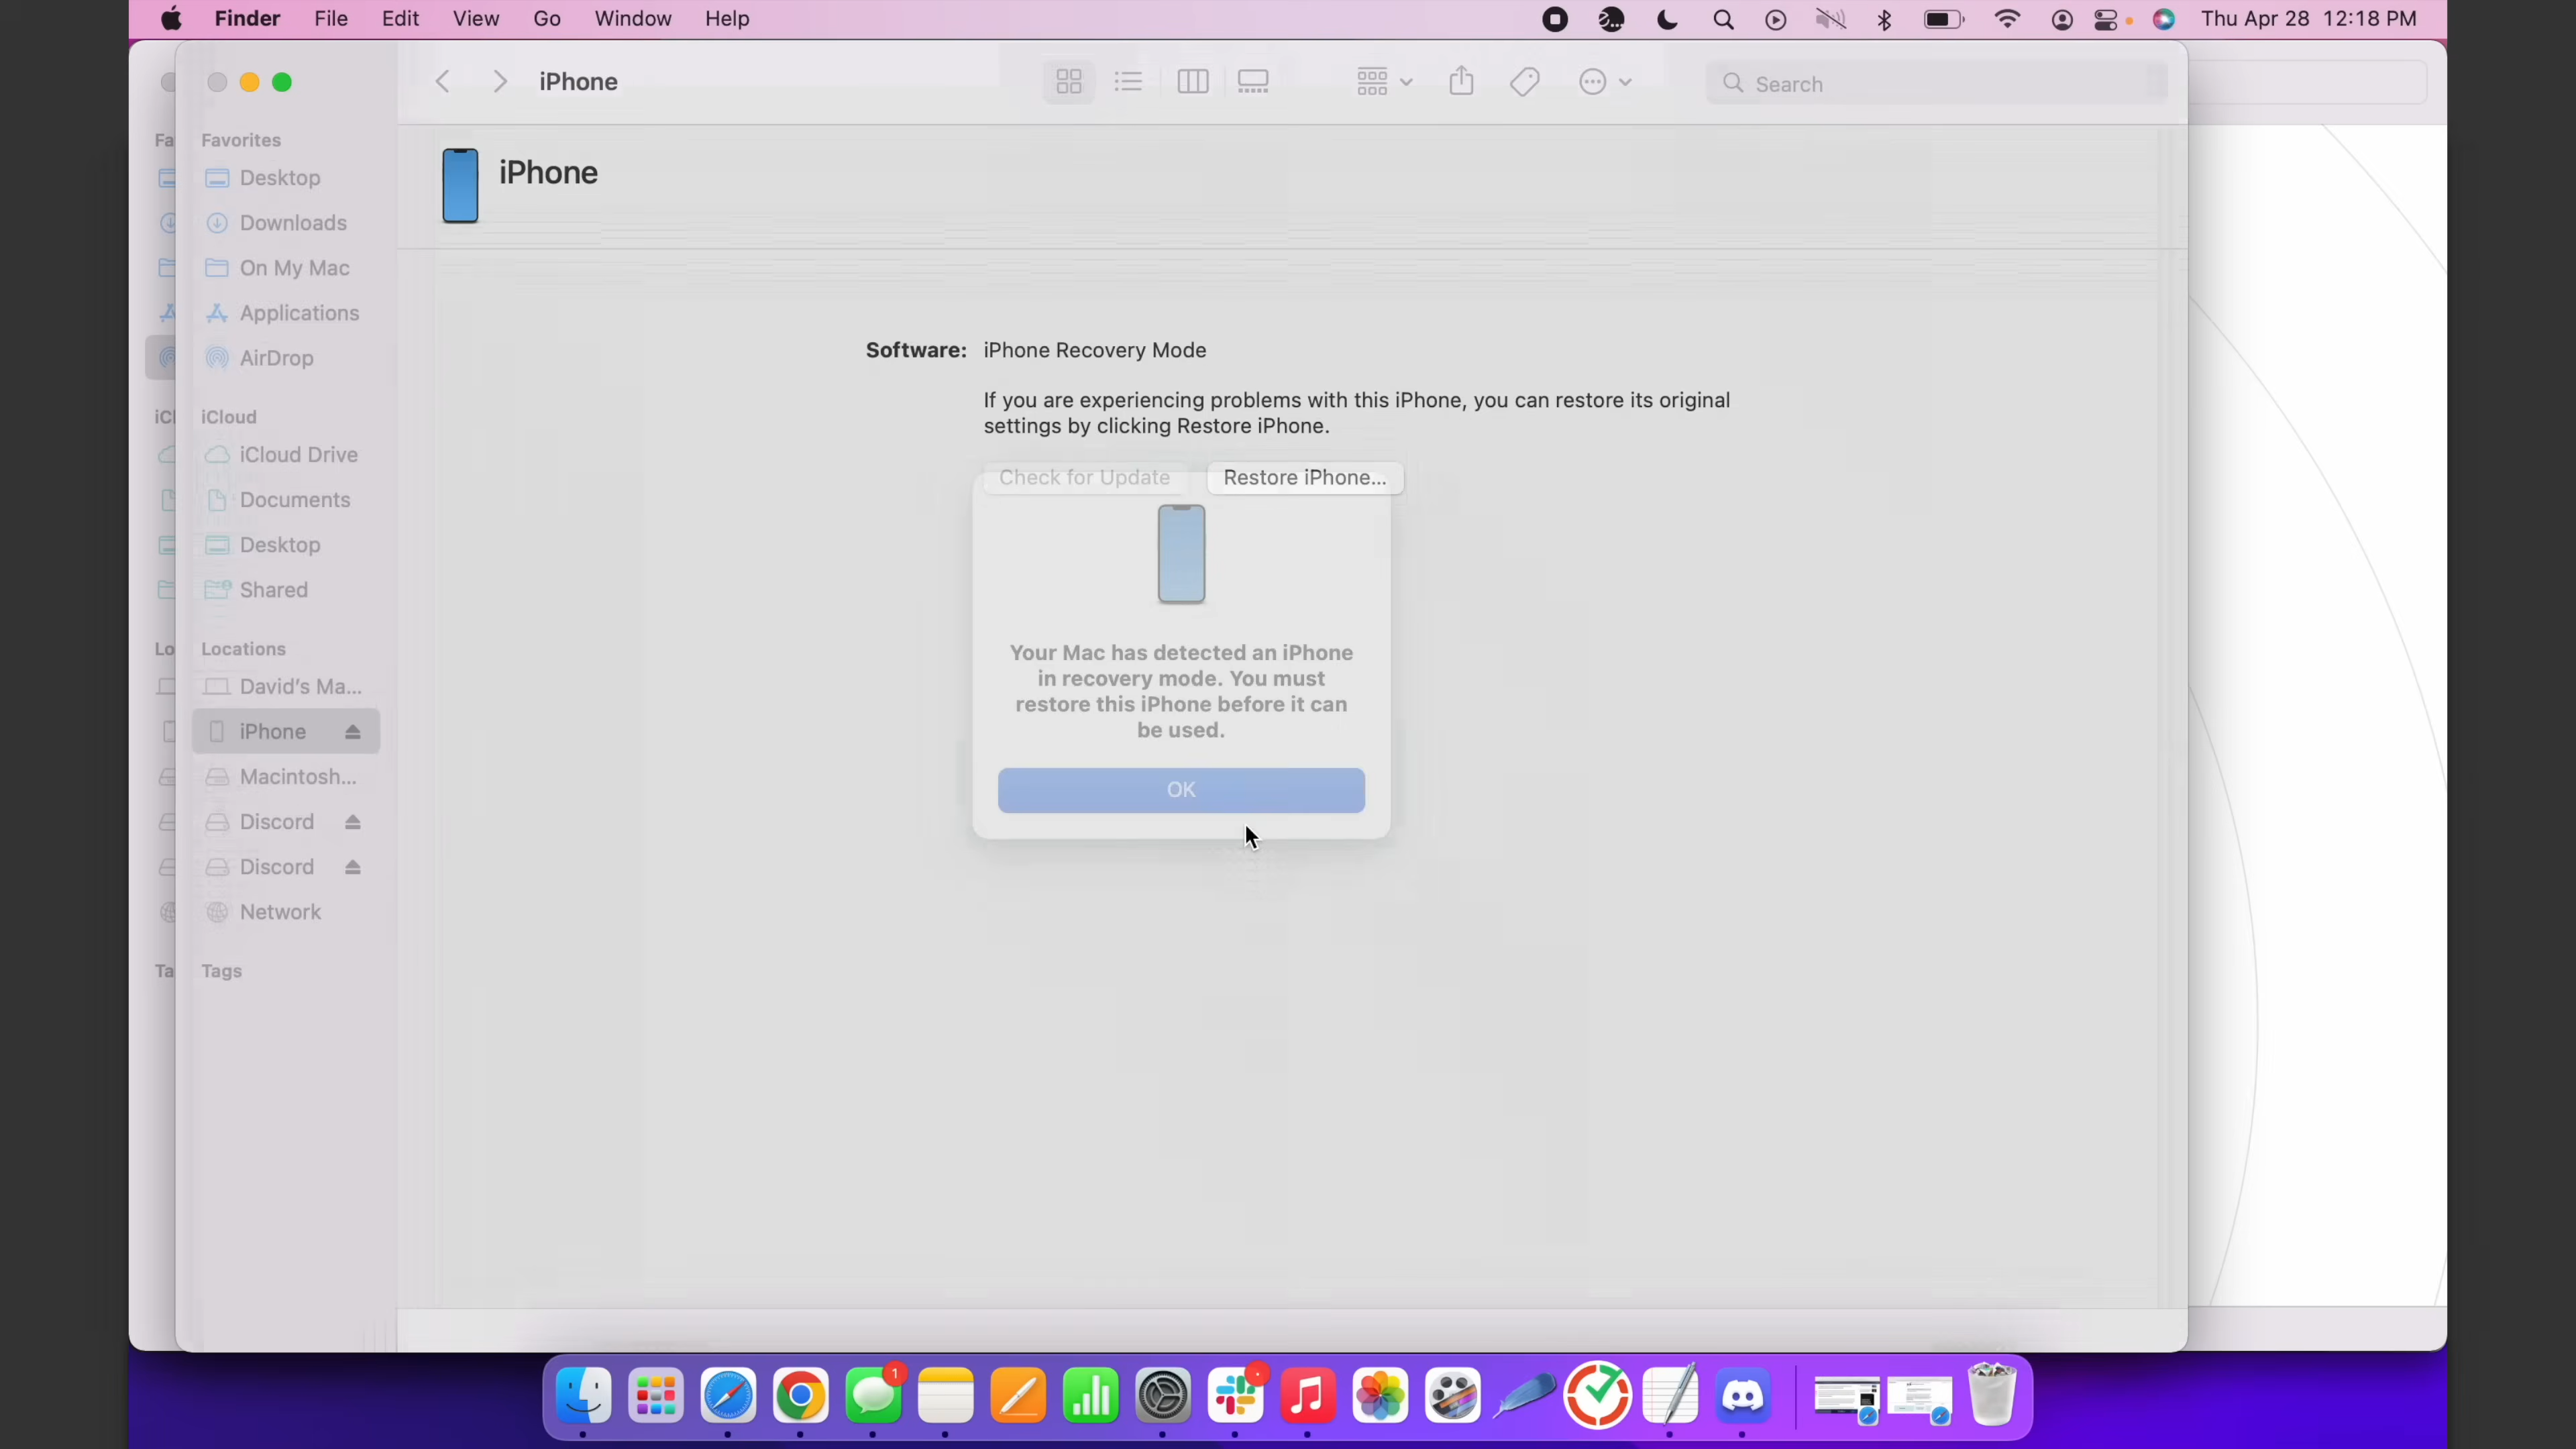 Finder File Edit View Go Window Help Thu Apr 28 12:18 PM
iPhone
Search
Fa
Favorites
Desktop
Downloads
On My Mac
Applications
AirDrop
iCl
iCloud
iCloud Drive
Documents
Desktop
Shared
Lo
Locations
David's Ma...
iPhone
Macintosh...
Discord
Discord
Network
Ta
Tags
iPhone
Software: iPhone Recovery Mode
If you are experiencing problems with this iPhone, you can restore its original
settings by clicking Restore iPhone.
Check for Update Restore iPhone...
Your Mac has detected an iPhone
in recovery mode. You must
restore this iPhone before it can
be used.
OK
1